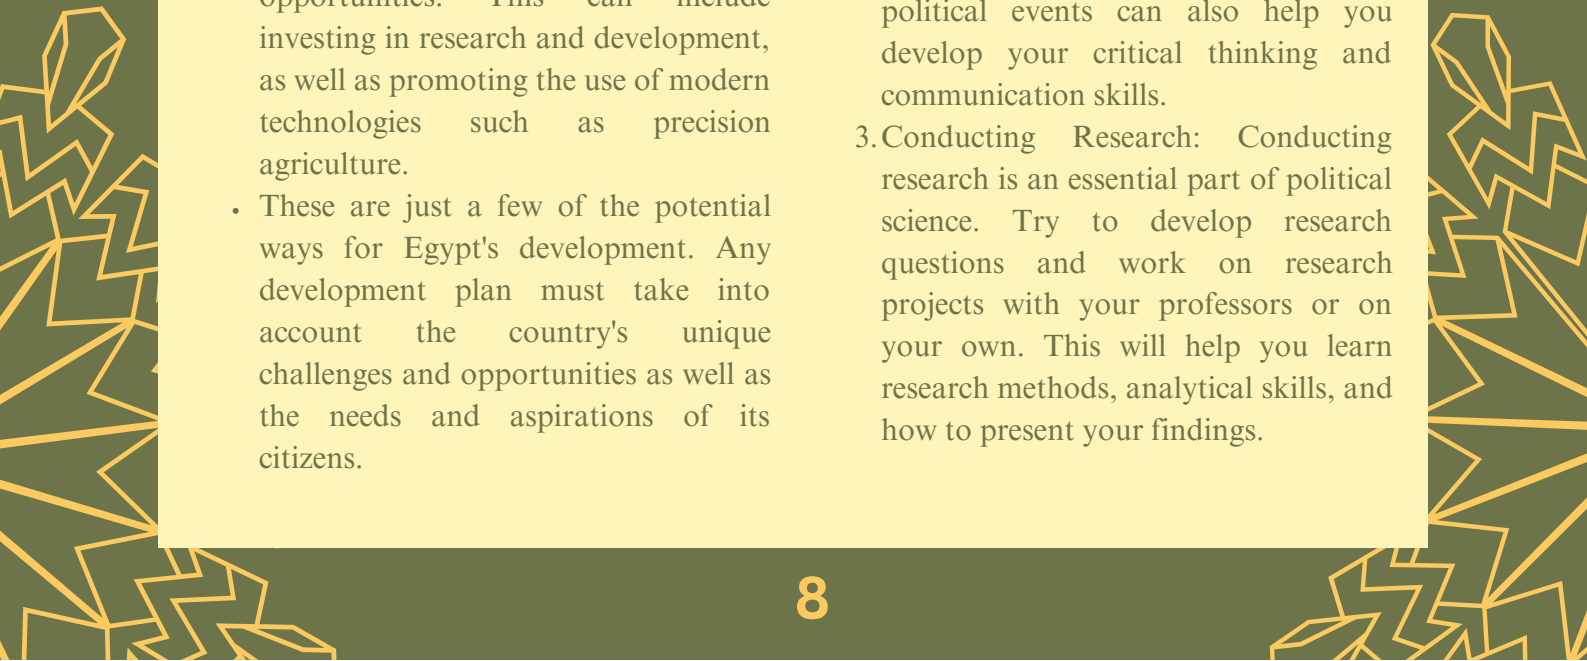 opportunities. This can include
investing in research and development,
as well as promoting the use of modern
technologies such as precision
agriculture.
• These are just a few of the potential
ways for Egypt's development. Any
development plan must take into
account the country's unique
challenges and opportunities as well as
the needs and aspirations of its
citizens.
political events can also help you
develop your critical thinking and
communication skills.
3. Conducting Research: Conducting
research is an essential part of political
science. Try to develop research
questions and work on research
projects with your professors or on
your own. This will help you learn
research methods, analytical skills, and
how to present your findings.
8